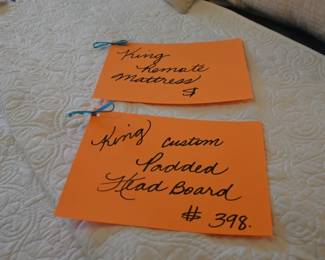 King
Remote
Mattress
$
King Custom
Padded
Head Board
$ 398.